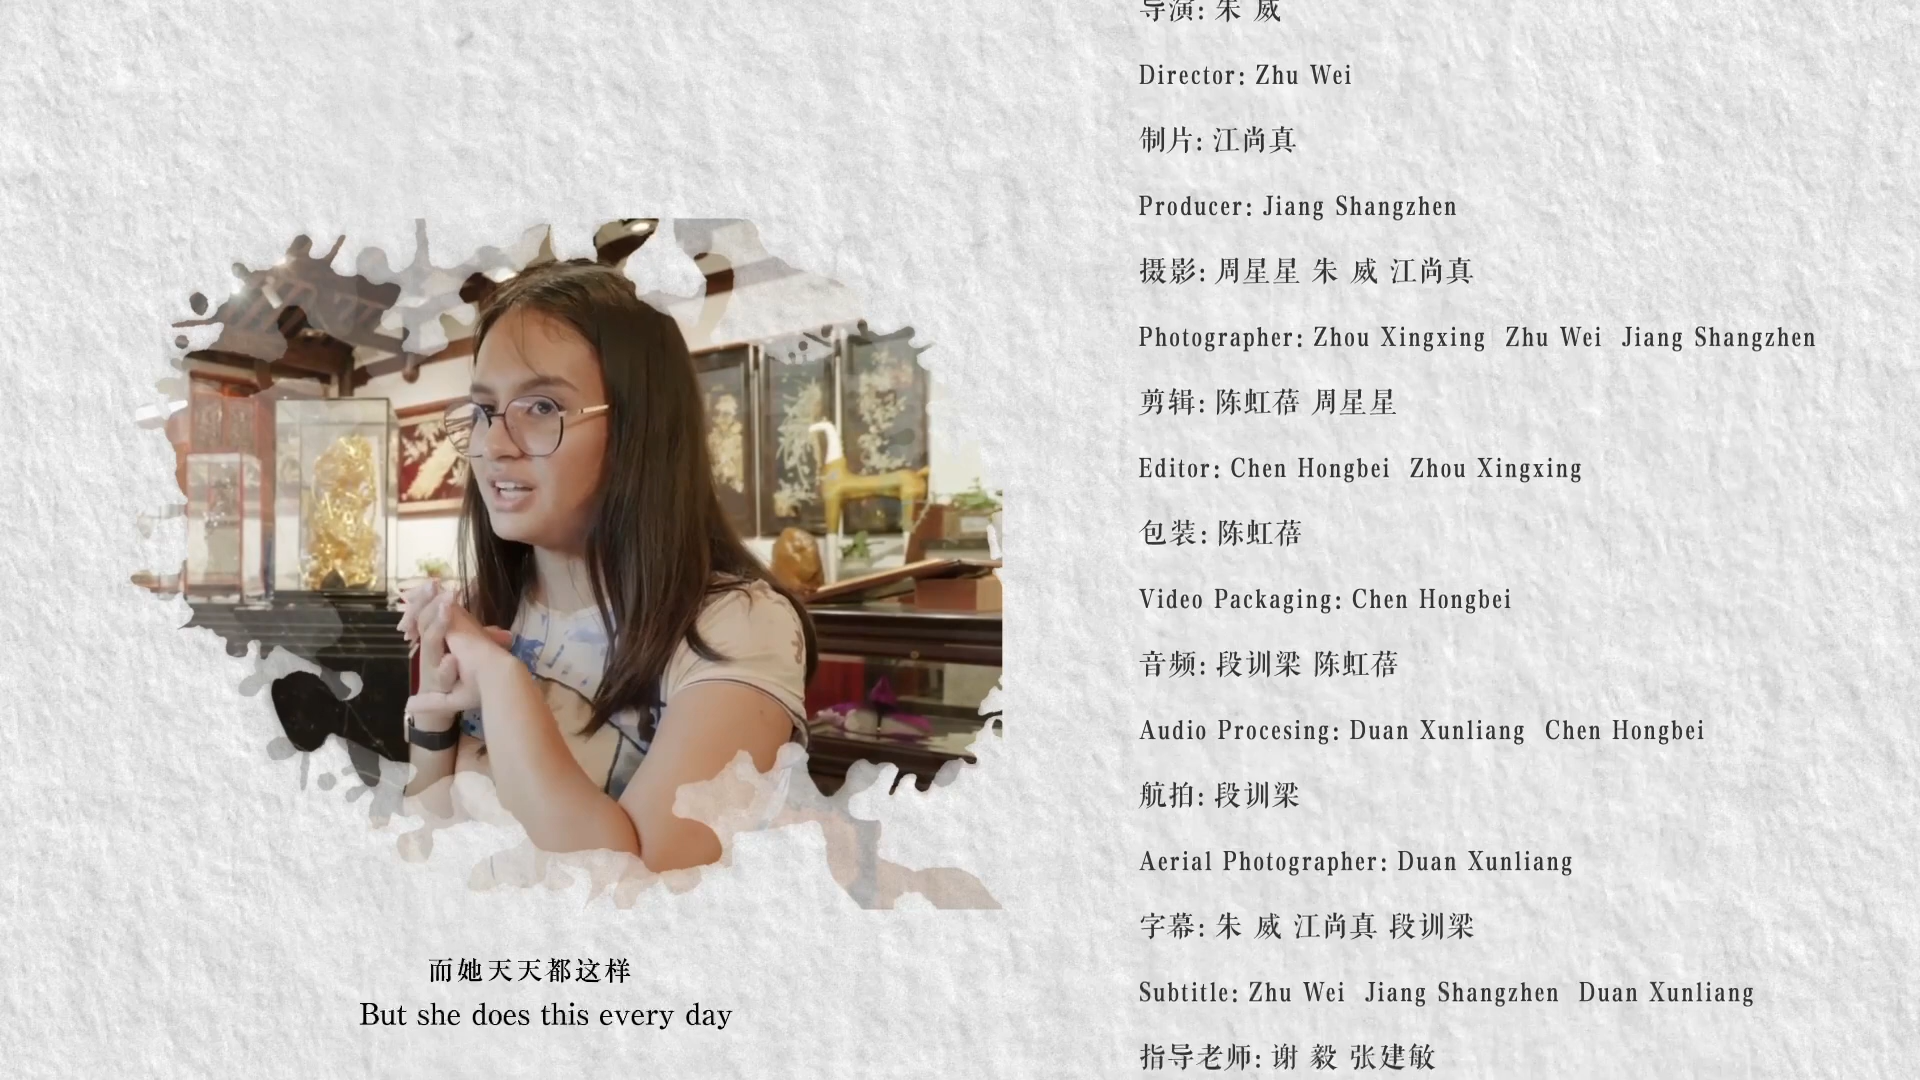 导演: 朱 威
Director: Zhu Wei
制片: 江尚真
Producer: Jiang Shangzhen
摄影: 周星星 朱 威 江尚真
Photographer: Zhou Xingxing Zhu Wei Jiang Shangzhen
剪辑: 陈虹蓓 周星星
Editor: Chen Hongbei Zhou Xingxing
包装: 陈虹蓓
Video Packaging: Chen Hongbei
音频: 段训梁 陈虹蓓
Audio Procesing: Duan Xunliang Chen Hongbei
航拍: 段训梁
Aerial Photographer: Duan Xunliang
字幕: 朱 威 江尚真 段训梁
Subtitle: Zhu Wei Jiang Shangzhen Duan Xunliang
指导老师: 谢 毅 张建敏
而她天天都这样
But she does this every day